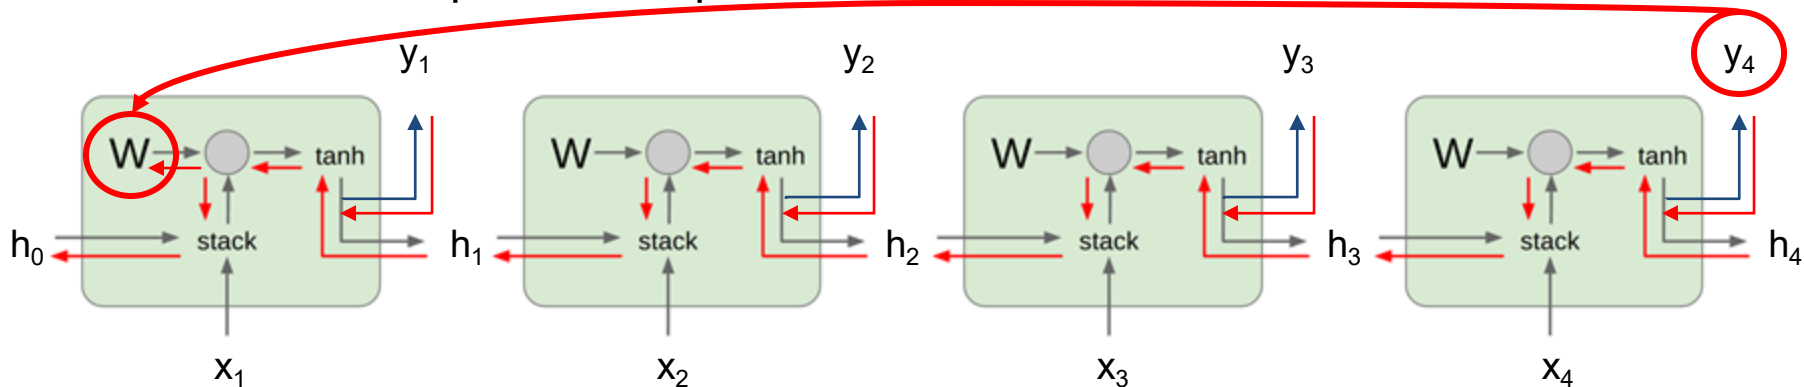 y1 y2 y3 y4
W tanh W tanh W tanh W tanh
h0 stack h1 stack h2 stack h3 stack h4
x1 x2 x3 x4